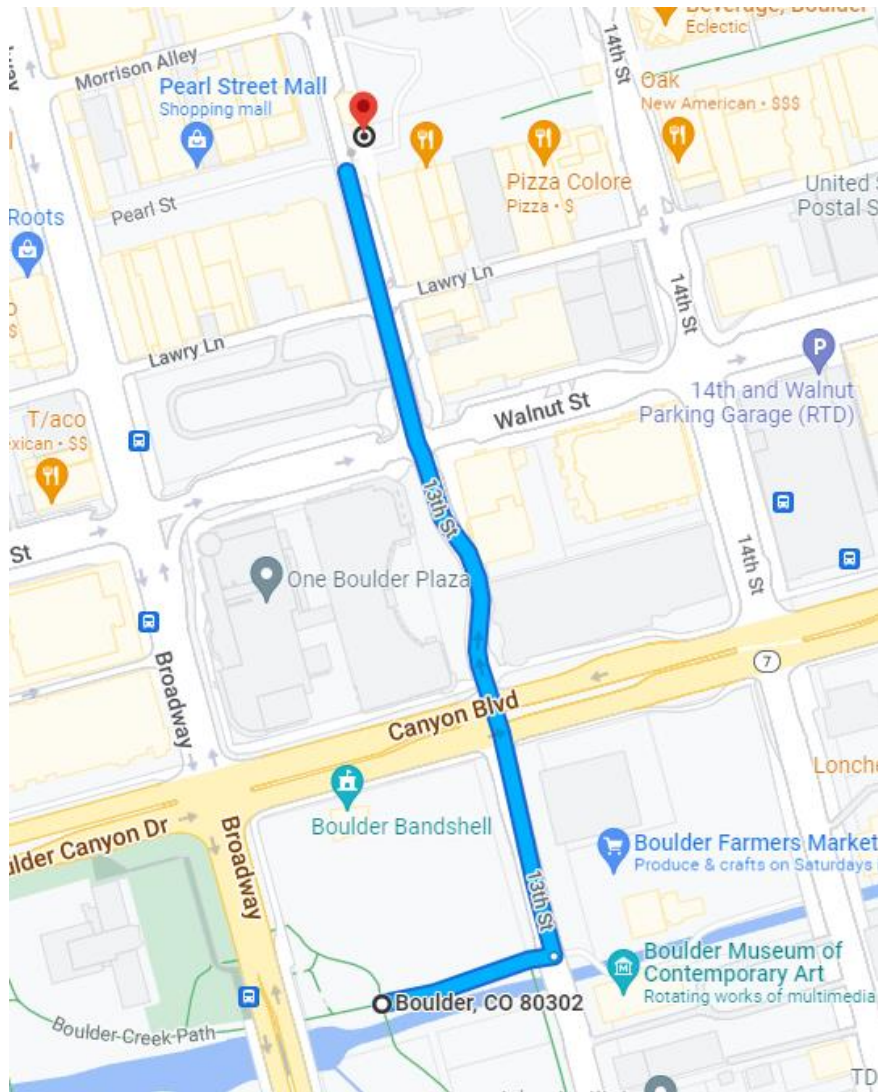 Beverage, Boulder
Eclectic
Morrison Alley
14th St
Pearl Street Mall
Shopping mall
Oak
New American • $$$
Pizza Colore
Pizza • $
United
Postal S
Pearl St
Roots
Lawry Ln
14th St
Lawry Ln
$
P
14th and Walnut
Parking Garage (RTD)
Walnut St
T/aco
exican • $$
13th St
St
14th St
One Boulder Plaza
7
Broadway
Canyon Blvd
Lonche
Boulder Bandshell
ulder Canyon Dr
Broadway
Boulder Farmers Market
Produce & crafts on Saturdays
13th St
Boulder Museum of
Contemporary Art
Rotating works of multimedia
Boulder, CO 80302
Boulder Creek Path
TD